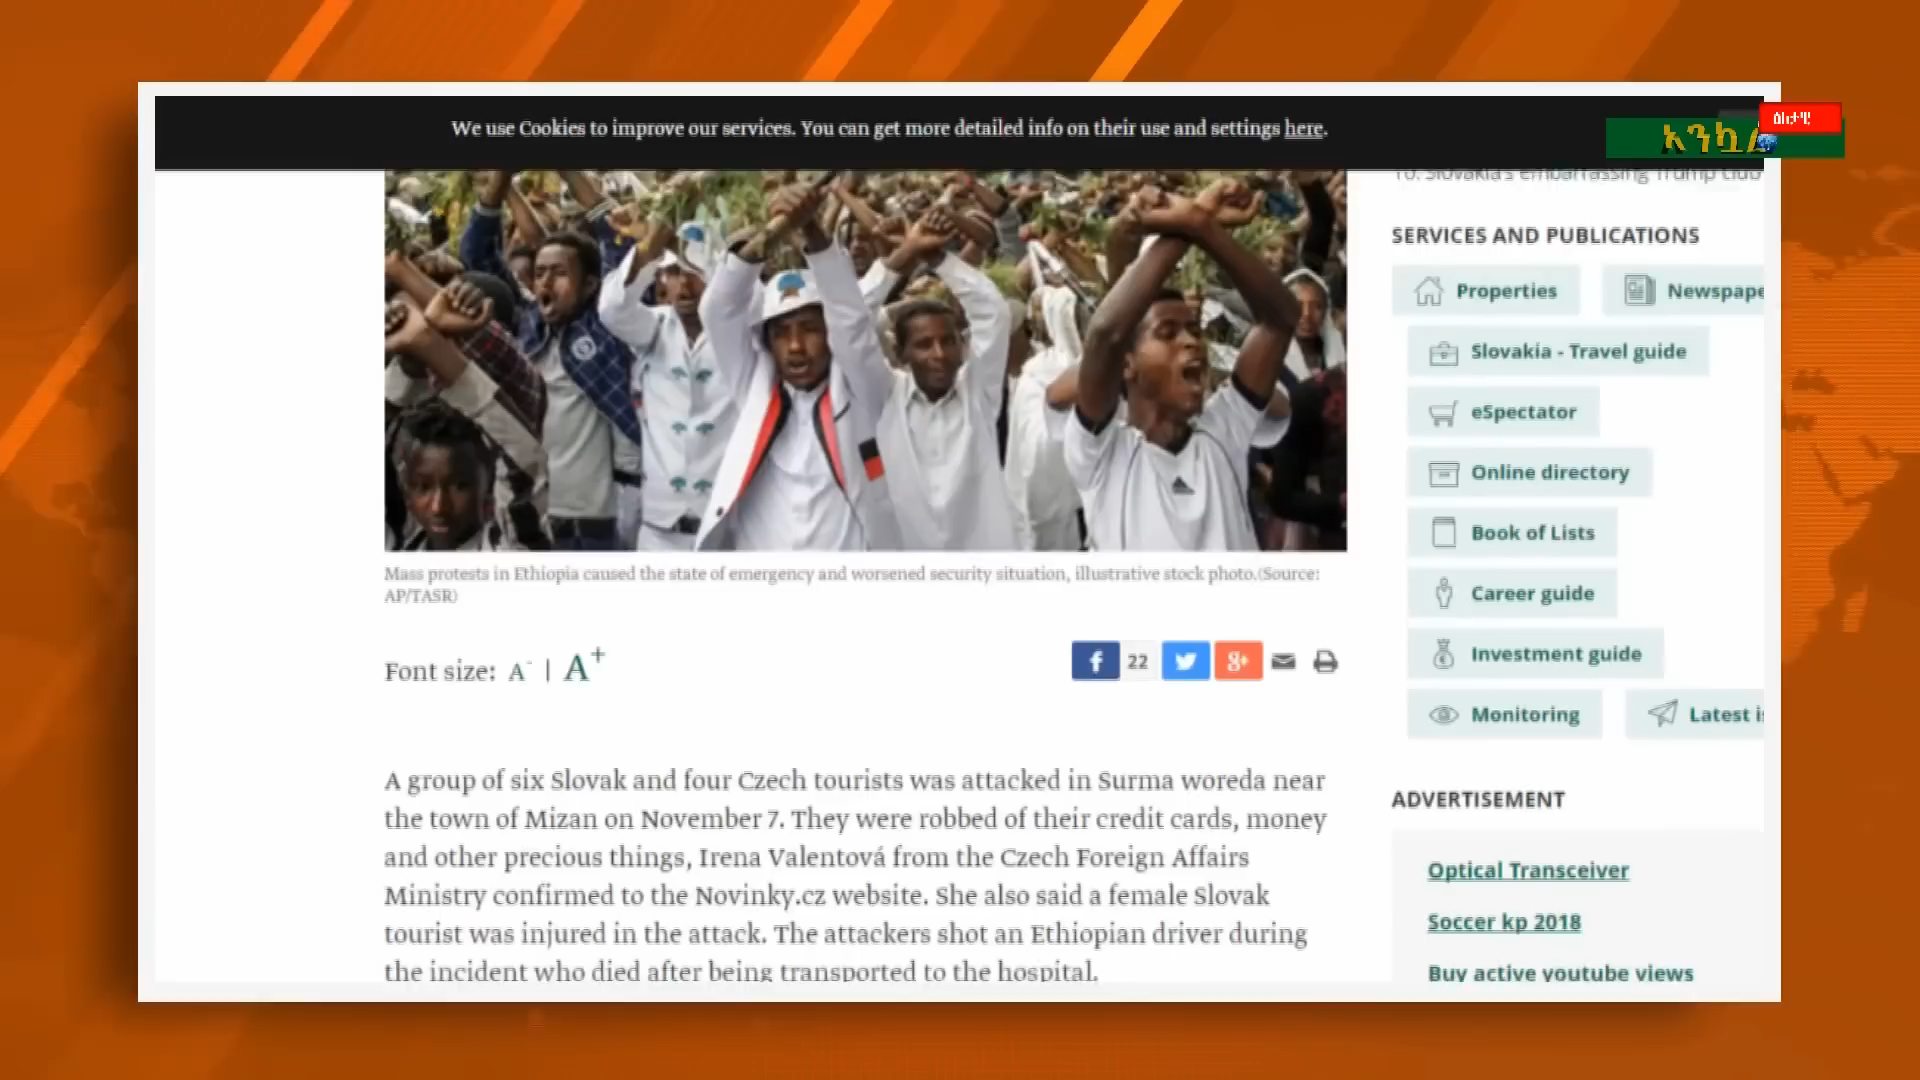 We use Cookies to improve our services. You can get more detailed info on their use and settings here.
ዕለታዊ
አንኳር
10. Slovakia's embarrassing Trump club
SERVICES AND PUBLICATIONS
Properties
Newspape
Slovakia - Travel guide
eSpectator
Online directory
Book of Lists
Career guide
Investment guide
Monitoring
Latest i
Mass protests in Ethiopia caused the state of emergency and worsened security situation, illustrative stock photo.(Source:
AP/TASR)
Font size: A- | A+
f 22 g+
A group of six Slovak and four Czech tourists was attacked in Surma woreda near
the town of Mizan on November 7. They were robbed of their credit cards, money
and other precious things, Irena Valentová from the Czech Foreign Affairs
Ministry confirmed to the Novinky.cz website. She also said a female Slovak
tourist was injured in the attack. The attackers shot an Ethiopian driver during
the incident who died after being transported to the hospital.
ADVERTISEMENT
Optical Transceiver
Soccer kp 2018
Buy active youtube views